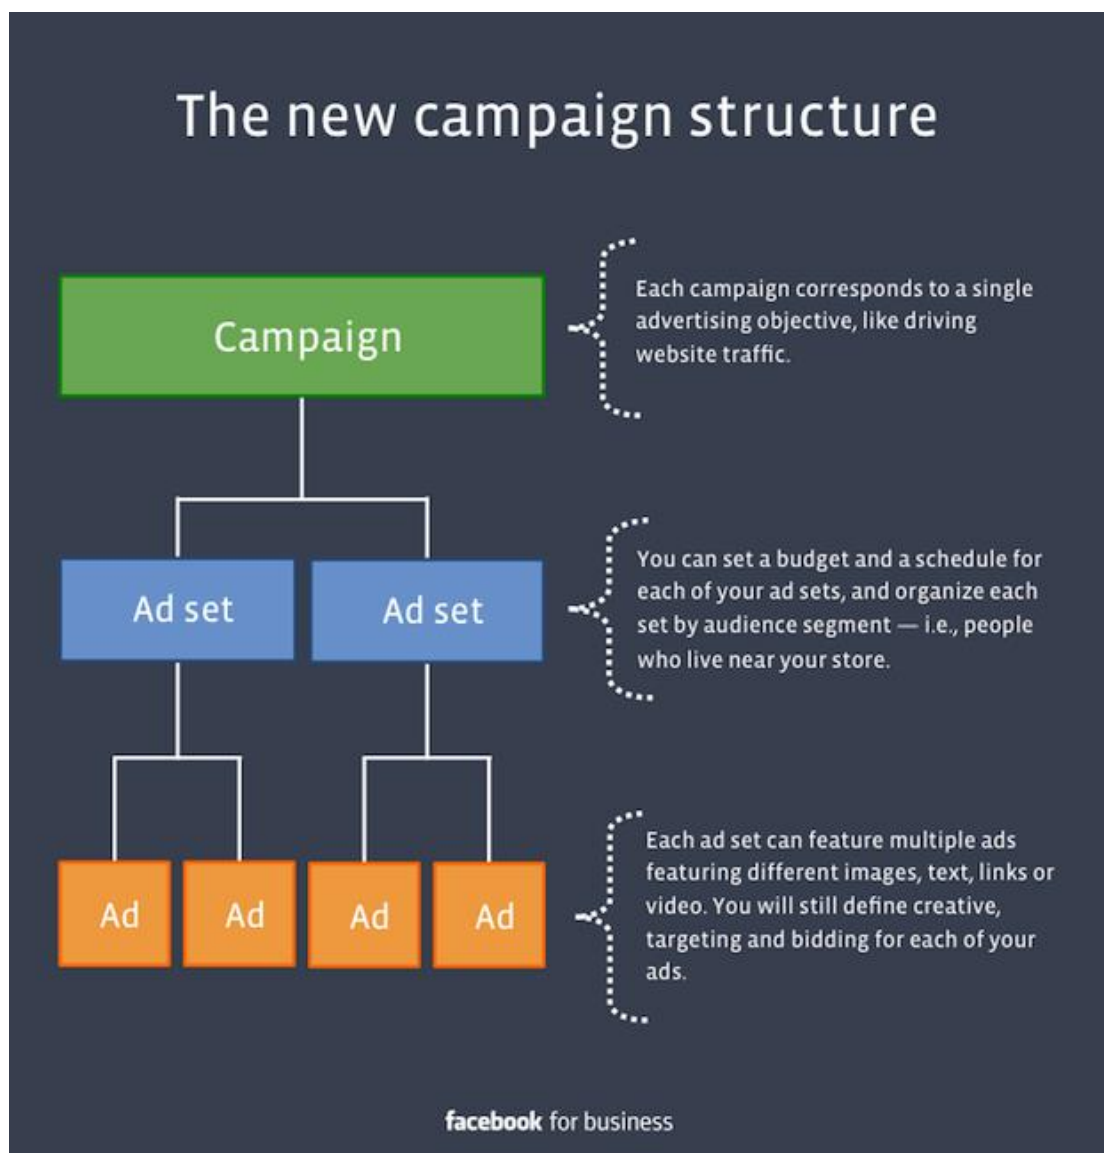 The new campaign structure
Campaign
Each campaign corresponds to a single
advertising objective, like driving
website traffic.
Ad set
Ad set
You can set a budget and a schedule for
each of your ad sets, and organize each
set by audience segment — i.e., people
who live near your store.
Ad
Ad
Ad
Ad
Each ad set can feature multiple ads
featuring different images, text, links or
video. You will still define creative,
targeting and bidding for each of your
ads.
facebook for business